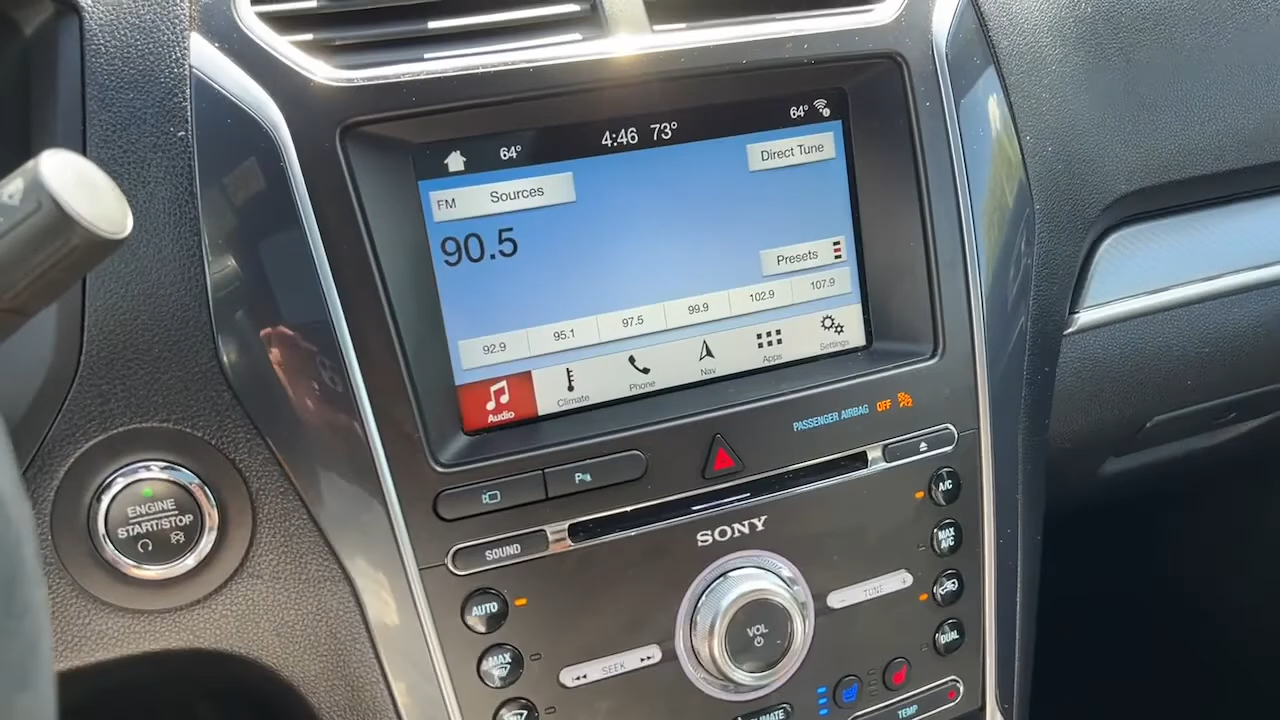 64° 4:46 73° 64°
FM Sources
Direct Tune
90.5
Presets
92.9 95.1 97.5 99.9 102.9 107.9
Audio Climate Phone Nav Apps Settings
PASSENGER AIRBAG OFF
ENGINE
START/STOP
SOUND
SONY
A/C
MAX
A/C
AUTO
TUNE
VOL
DUAL
MAX
SEEK
TEMP
CLIMATE